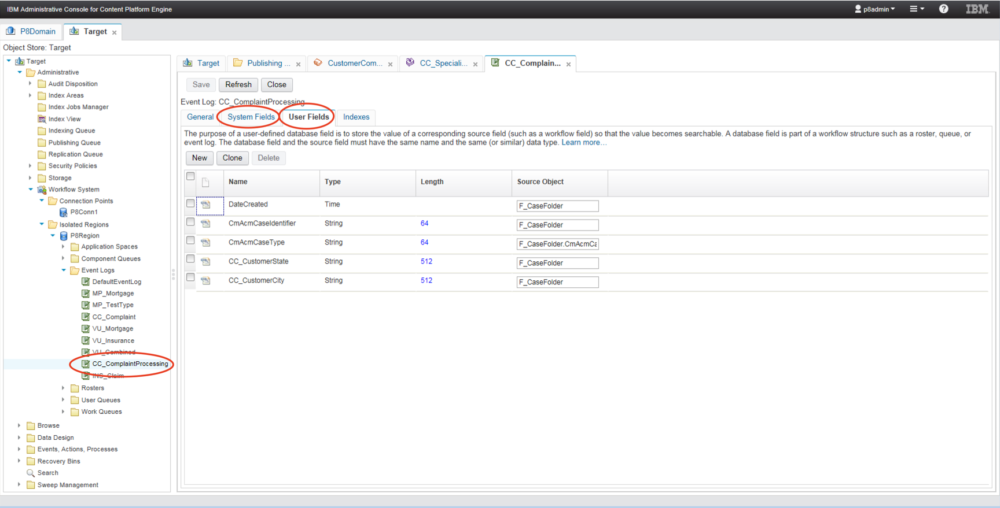 IBM Administrative Console for Content Platform Engine
p8admin
?
IBM
P8Domain
Target
Object Store: Target
Target
Administrative
Audit Disposition
Index Areas
Index Jobs Manager
Index View
Indexing Queue
Publishing Queue
Replication Queue
Security Policies
Storage
Workflow System
Connection Points
P8Conn1
Isolated Regions
P8Region
Application Spaces
Component Queues
Event Logs
DefaultEventLog
MP_Mortgage
MP_TestType
CC_Complaint
VU_Mortgage
VU_Insurance
VU_Combined
CC_ComplaintProcessing
INS_Claim
Rosters
User Queues
Work Queues
Browse
Data Design
Events, Actions, Processes
Recovery Bins
Search
Sweep Management
Target
Publishing ...
CustomerCom...
CC_Speciali...
CC_Complain...
Save Refresh Close
Event Log: CC_ComplaintProcessing
General System Fields User Fields Indexes
The purpose of a user-defined database field is to store the value of a corresponding source field (such as a workflow field) so that the value becomes searchable. A database field is part of a workflow structure such as a roster, queue, or
event log. The database field and the source field must have the same name and the same (or similar) data type. Learn more...
New Clone Delete
Name Type Length Source Object
DateCreated Time F_CaseFolder
CmAcmCaseIdentifier String 64 F_CaseFolder
CmAcmCaseType String 64 F_CaseFolder.CmAcmCa
CC_CustomerState String 512 F_CaseFolder
CC_CustomerCity String 512 F_CaseFolder